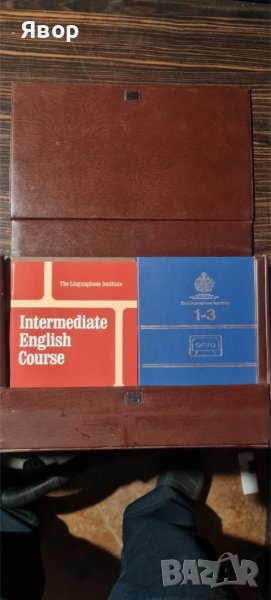 Явор
The Linguaphone Institute
Intermediate
English
Course
The Linguaphone Institute
1-3
BAZAR